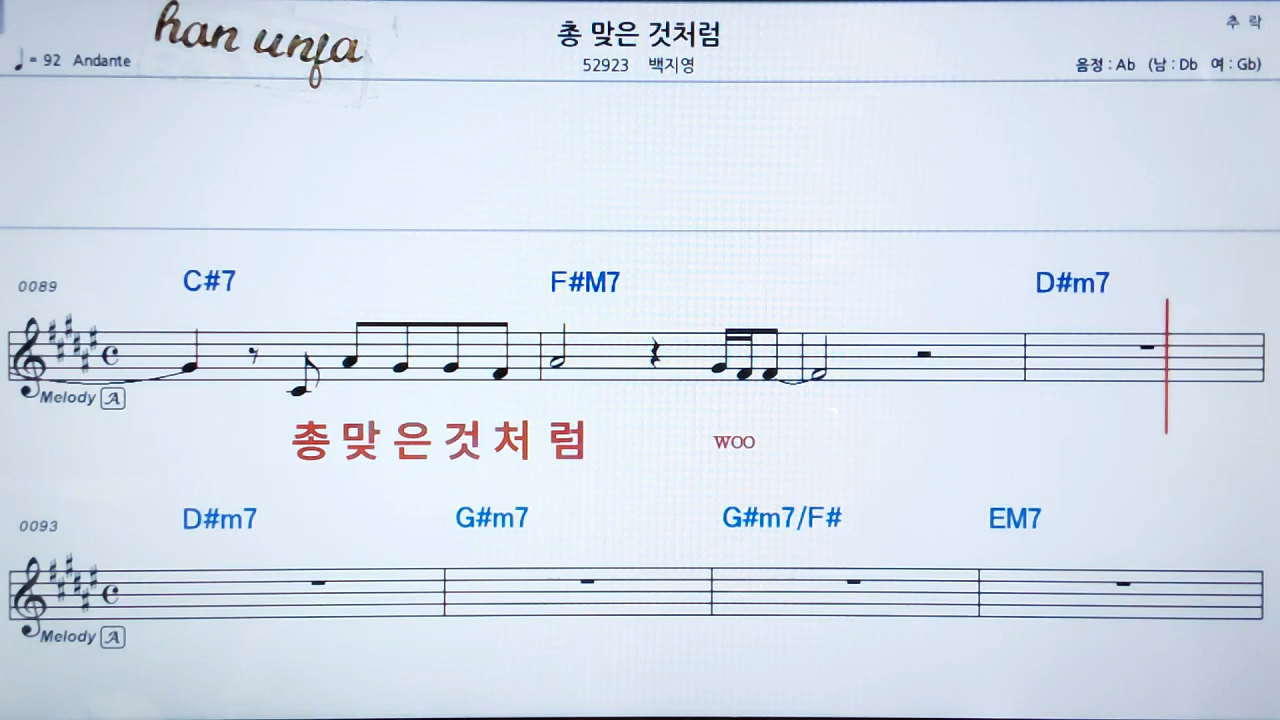 han unfa
총 맞은 것처럼
추 락
♩= 92 Andante
52923 백지영
음정 : Ab (남 : Db 여 : Gb)
0089
C#7 F#M7 D#m7
Melody A
총 맞 은 것 처 럼 woo
0093
D#m7 G#m7 G#m7/F# EM7
Melody A